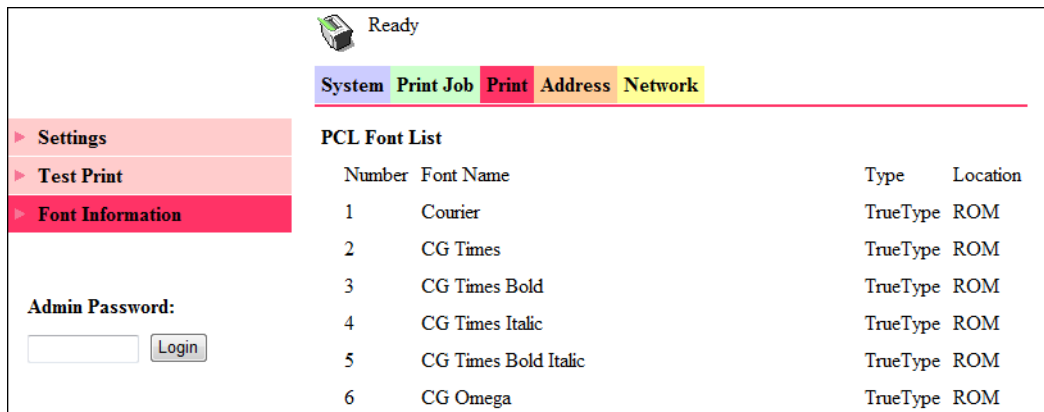 Ready
System Print Job Print Address Network
Settings
Test Print
Font Information
Admin Password:
Login
PCL Font List
Number Font Name Type Location
1 Courier TrueType ROM
2 CG Times TrueType ROM
3 CG Times Bold TrueType ROM
4 CG Times Italic TrueType ROM
5 CG Times Bold Italic TrueType ROM
6 CG Omega TrueType ROM